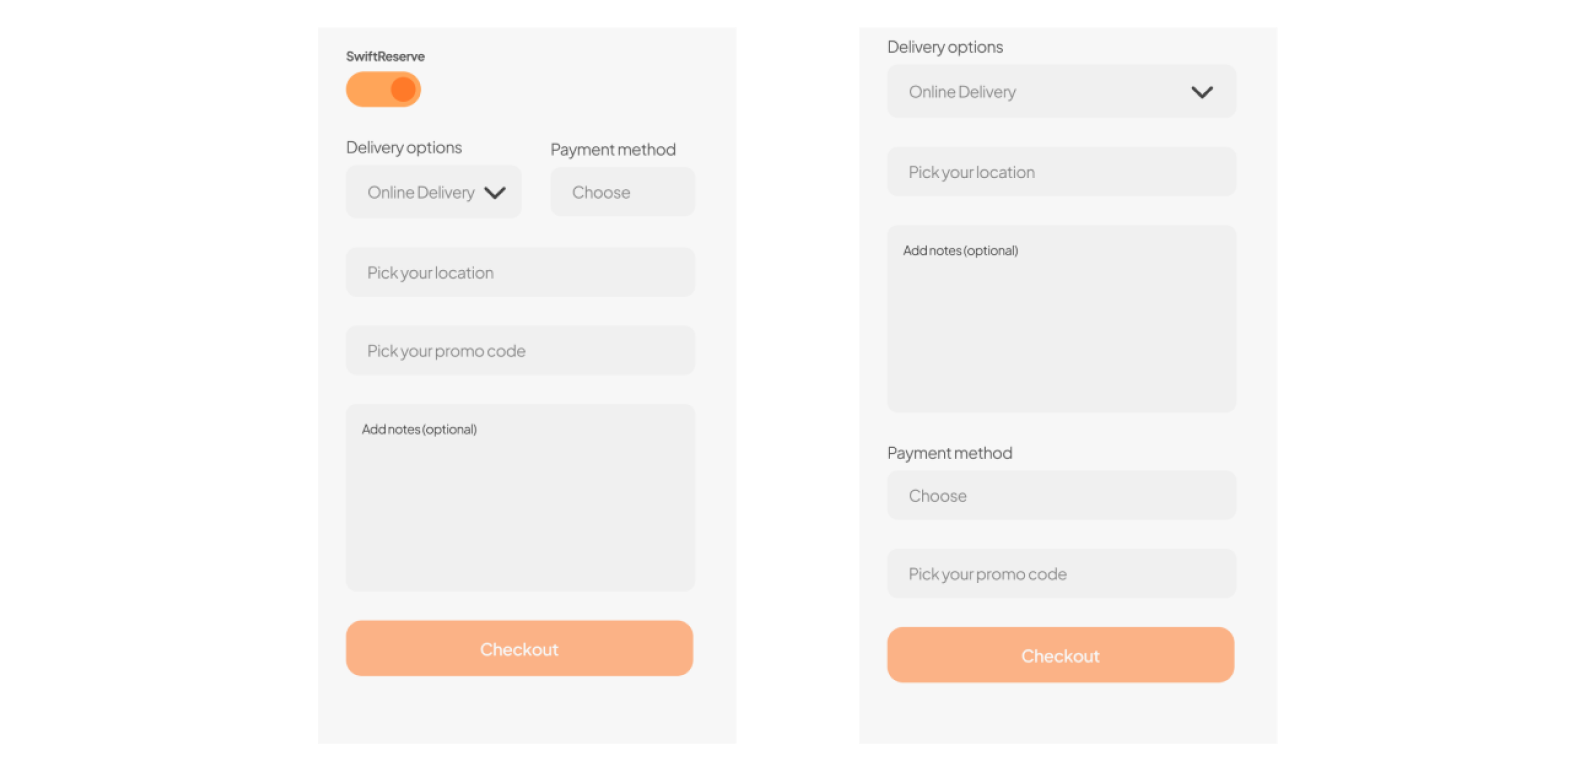 SwiftReserve
Delivery options
Payment method
Online Delivery
Choose
Pick your location
Pick your promo code
Add notes (optional)
Checkout
Delivery options
Online Delivery
Pick your location
Add notes (optional)
Payment method
Choose
Pick your promo code
Checkout